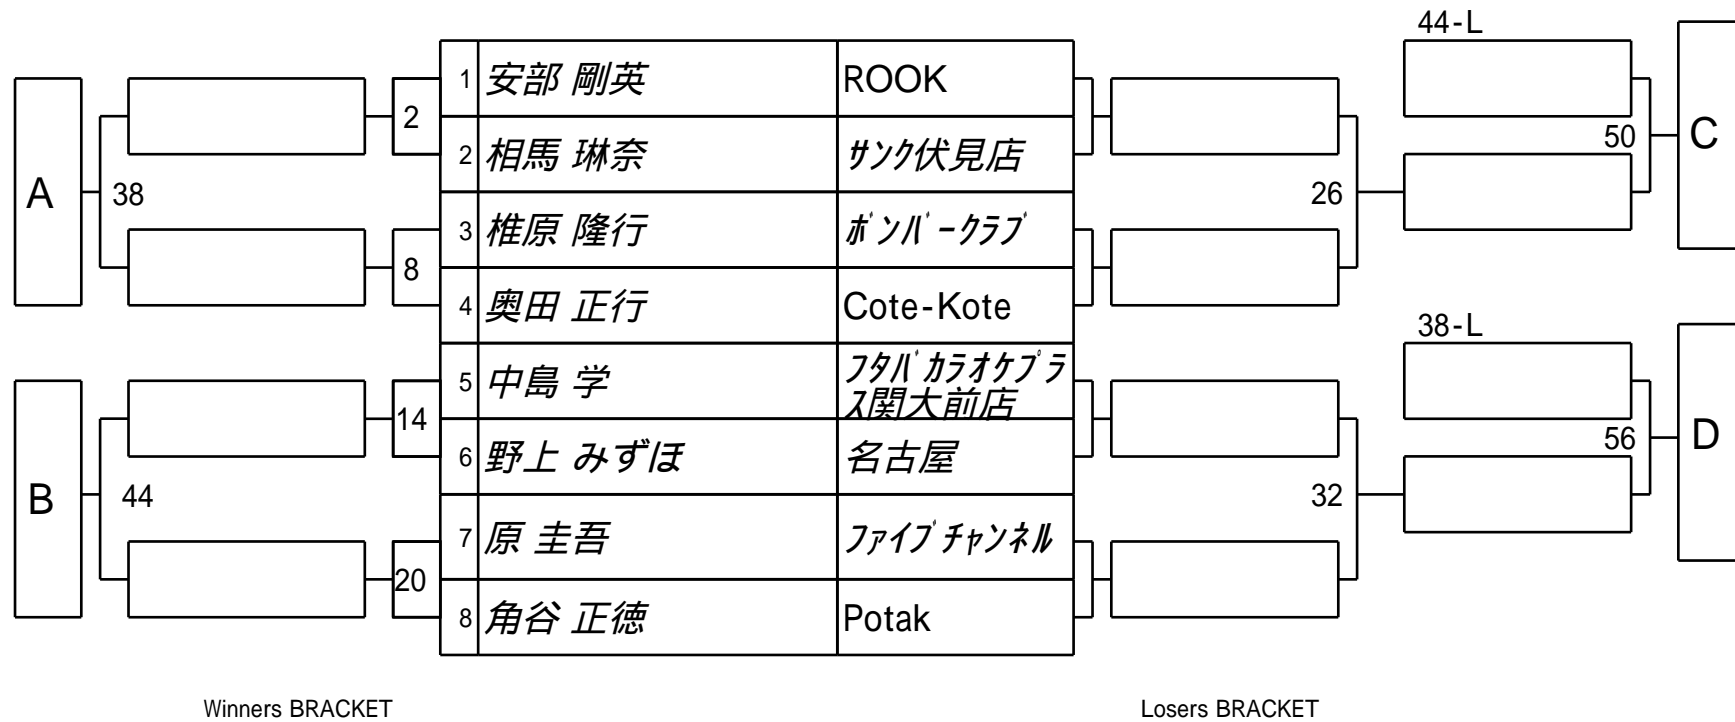 44-L
1 安部 剛英 ROOK
2
2 相馬 琳奈 ｻﾝｸ伏見店
50 C
A 38 26
3 椎原 隆行 ﾎﾞﾝﾊﾞｰｸﾗﾌﾞ
8
4 奥田 正行 Cote-Kote
38-L
5 中島 学 ﾌﾀﾊﾞｶﾗｵｹﾌﾟﾗ
ｽ関大前店
14
6 野上 みずほ 名古屋
56 D
B 44 32
7 原 圭吾 ﾌｧｲﾌﾞﾁｬﾝﾈﾙ
20
8 角谷 正徳 Potak
Winners BRACKET Losers BRACKET